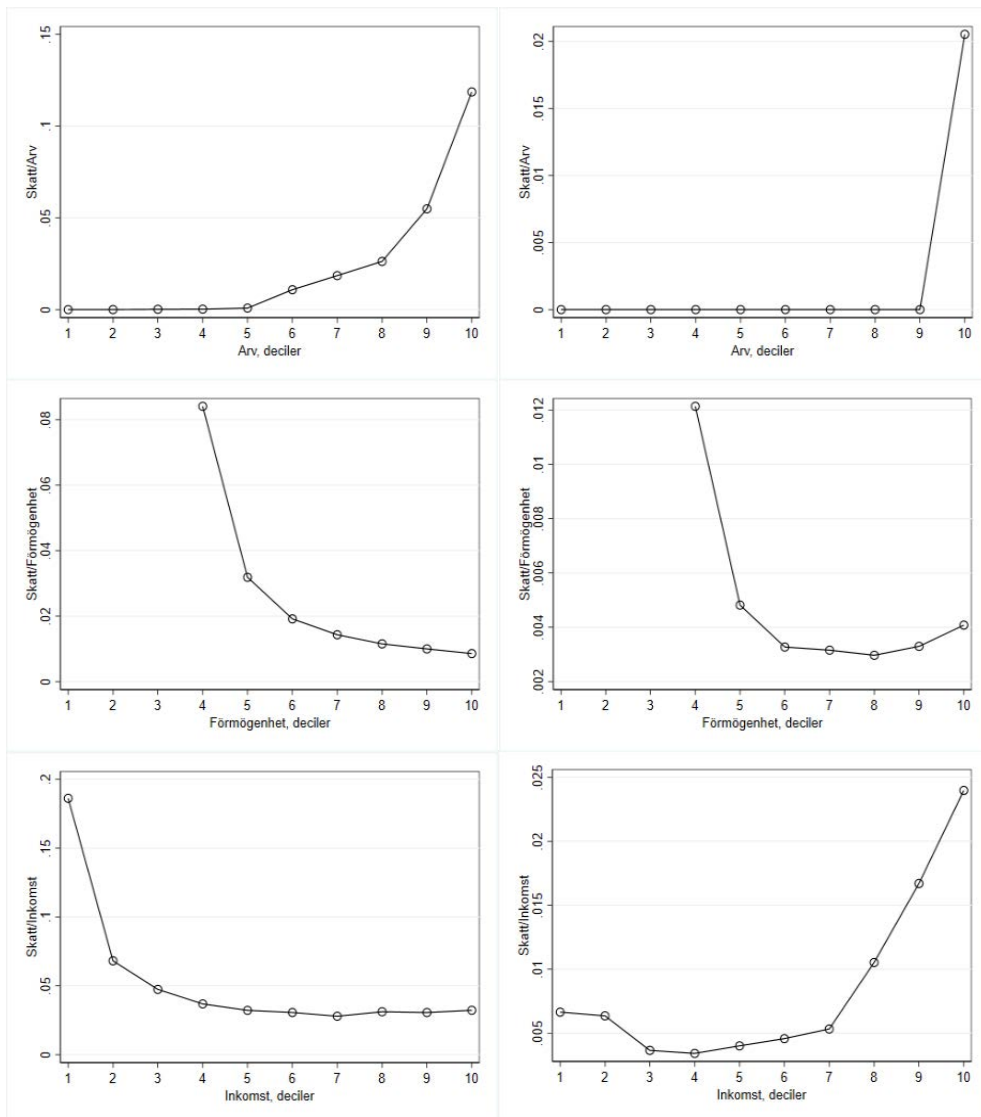 .15
.1
.05
0
Skatt/Arv
1 2 3 4 5 6 7 8 9 10
Arv, deciler
.02
.015
.01
.005
0
Skatt/Arv
1 2 3 4 5 6 7 8 9 10
Arv, deciler
.08
.06
.04
.02
0
Skatt/Förmögenhet
1 2 3 4 5 6 7 8 9 10
Förmögenhet, deciler
.012
.01
.008
.006
.004
.002
Skatt/Förmögenhet
1 2 3 4 5 6 7 8 9 10
Förmögenhet, deciler
.2
.15
.1
.05
0
Skatt/Inkomst
1 2 3 4 5 6 7 8 9 10
Inkomst, deciler
.025
.02
.015
.01
.005
Skatt/Inkomst
1 2 3 4 5 6 7 8 9 10
Inkomst, deciler